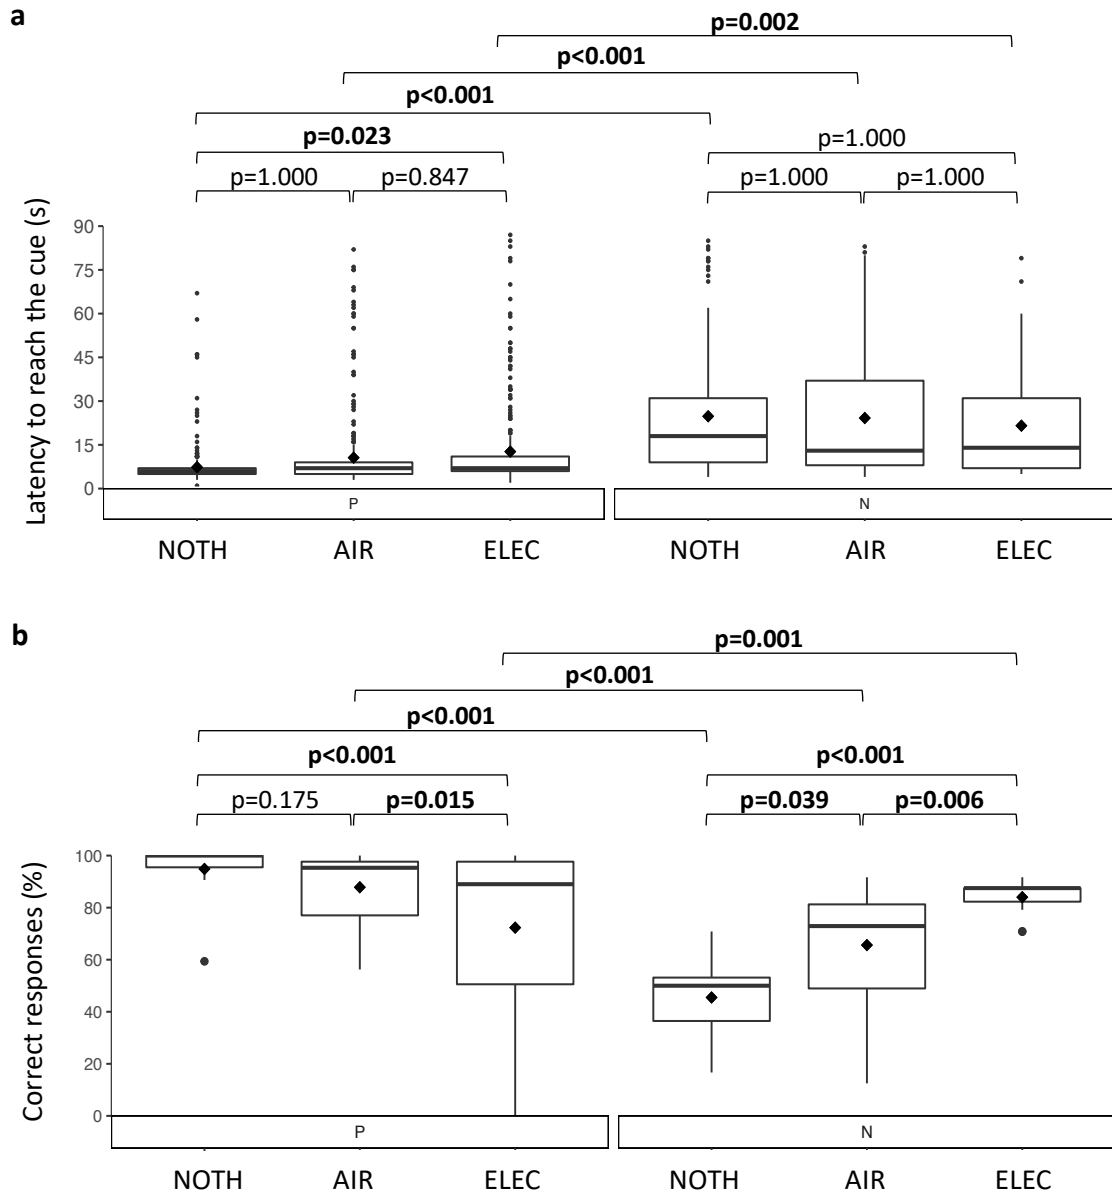 a
p=0.002
p<0.001
p<0.001
p=0.023
p=1.000
p=1.000
p=0.847
p=1.000
p=1.000
Latency to reach the cue (s)
90
75
60
45
30
15
0
P
N
NOTH
AIR
ELEC
NOTH
AIR
ELEC
b
p=0.001
p<0.001
p<0.001
p<0.001
p<0.001
p=0.175
p=0.015
p=0.039
p=0.006
Correct responses (%)
100
80
60
40
20
0
P
N
NOTH
AIR
ELEC
NOTH
AIR
ELEC